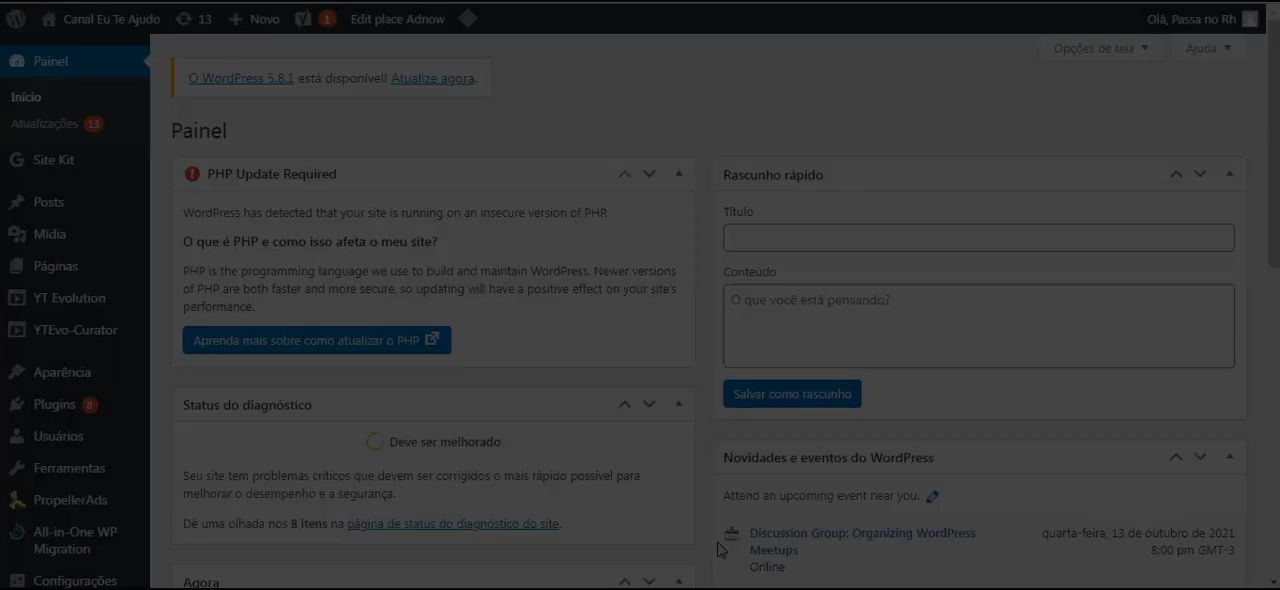 Canal Eu Te Ajudo 13 Novo 1 Edit place Adnow Olá, Passa no Rh
Opções de tela Ajuda
Painel
Início
Atualizações 13
Site Kit
Posts
Mídia
Páginas
YT Evolution
YTEvo-Curator
Aparência
Plugins 8
Usuários
Ferramentas
PropellerAds
All-in-One WP
Migration
Configurações
O WordPress 5.8.1 está disponível! Atualize agora.
Painel
PHP Update Required
WordPress has detected that your site is running on an insecure version of PHP.
O que é PHP e como isso afeta o meu site?
PHP is the programming language we use to build and maintain WordPress. Newer versions
of PHP are both faster and more secure, so updating will have a positive effect on your site's
performance.
Aprenda mais sobre como atualizar o PHP
Status do diagnóstico
Deve ser melhorado
Seu site tem problemas críticos que devem ser corrigidos o mais rápido possível para
melhorar o desempenho e a segurança.
Dê uma olhada nos 8 itens na página de status do diagnóstico do site.
Agora
Rascunho rápido
Título
Conteúdo
O que você está pensando?
Salvar como rascunho
Novidades e eventos do WordPress
Attend an upcoming event near you.
Discussion Group: Organizing WordPress
Meetups
Online
quarta-feira, 13 de outubro de 2021
8:00 pm GMT-3